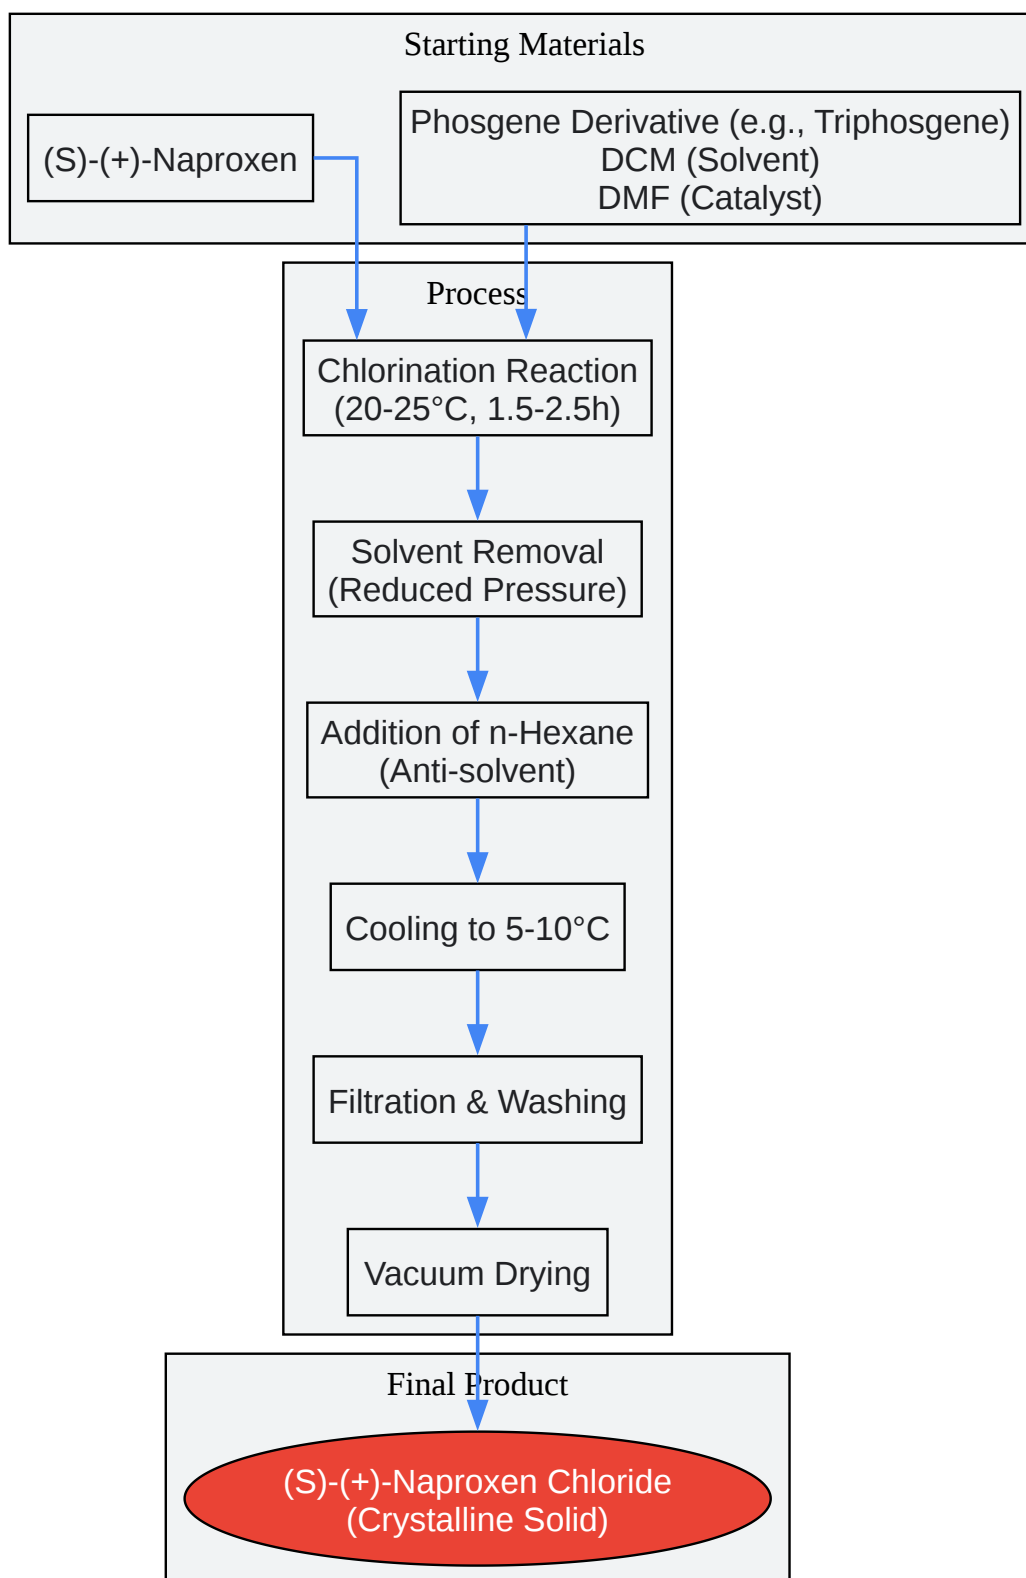 Starting Materials
(S)-(+)-Naproxen
Phosgene Derivative (e.g., Triphosgene)
DCM (Solvent)
DMF (Catalyst)
Process
Chlorination Reaction
(20-25°C, 1.5-2.5h)
Solvent Removal
(Reduced Pressure)
Addition of n-Hexane
(Anti-solvent)
Cooling to 5-10°C
Filtration & Washing
Vacuum Drying
Final Product
(S)-(+)-Naproxen Chloride
(Crystalline Solid)